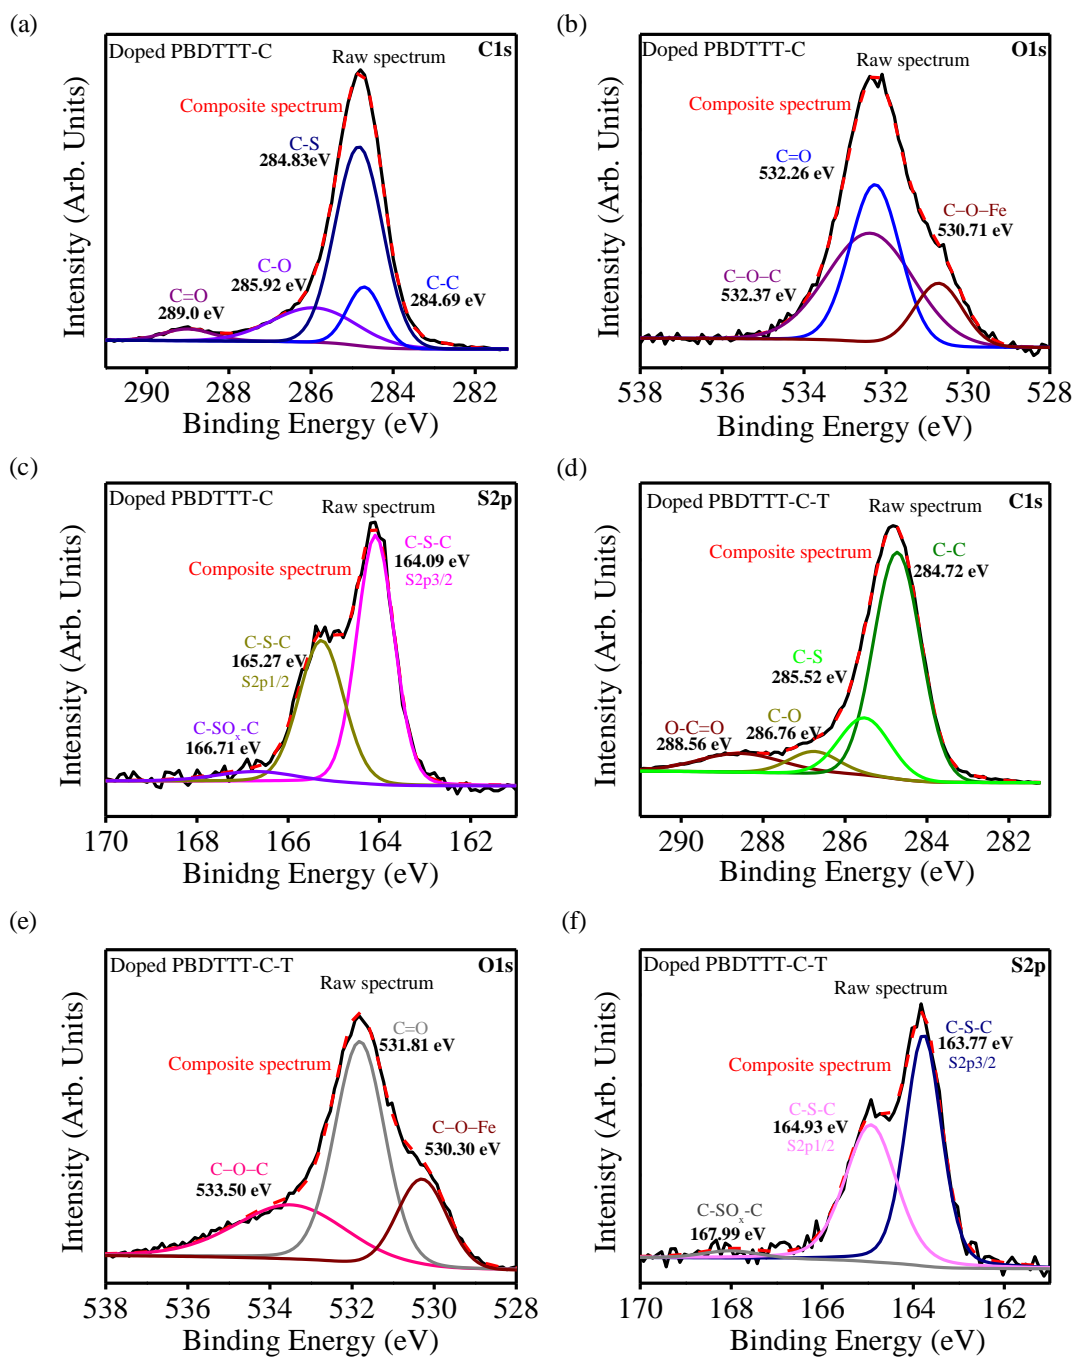 (a)
Doped PBDTTT-C
C1s
Raw spectrum
Composite spectrum
C-S
284.83eV
C-O
285.92 eV
C=O
289.0 eV
C-C
284.69 eV
Intensity (Arb. Units)
290 288 286 284 282
Binding Energy (eV)
(b)
Doped PBDTTT-C
O1s
Raw spectrum
Composite spectrum
C=O
532.26 eV
C−O−Fe
530.71 eV
C−O−C
532.37 eV
Intensity (Arb. Units)
538 536 534 532 530 528
Binding Energy (eV)
(c)
Doped PBDTTT-C
S2p
Raw spectrum
C-S-C
164.09 eV
S2p3/2
Composite spectrum
C-S-C
165.27 eV
S2p1/2
C-SOx-C
166.71 eV
Intensity (Arb. Units)
170 168 166 164 162
Binidng Energy (eV)
(d)
Doped PBDTTT-C-T
C1s
Raw spectrum
Composite spectrum
C-C
284.72 eV
C-S
285.52 eV
C-O
286.76 eV
O-C=O
288.56 eV
Intensity (Arb. Units)
290 288 286 284 282
Binding Energy (eV)
(e)
Doped PBDTTT-C-T
O1s
Raw spectrum
C=O
531.81 eV
Composite spectrum
C−O−Fe
530.30 eV
C−O−C
533.50 eV
Intensity (Arb. Units)
538 536 534 532 530 528
Binding Energy (eV)
(f)
Doped PBDTTT-C-T
S2p
Raw spectrum
C-S-C
163.77 eV
S2p3/2
Composite spectrum
C-S-C
164.93 eV
S2p1/2
C-SOx-C
167.99 eV
Intenisty (Arb. Units)
170 168 166 164 162
Binding Energy (eV)